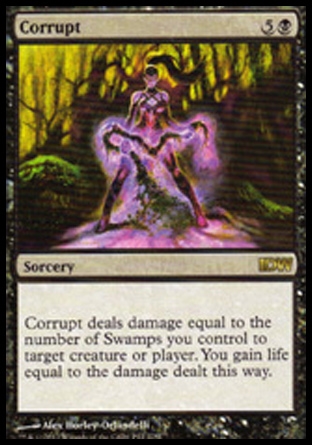 Corrupt 5
Sorcery
Corrupt deals damage equal to the
number of Swamps you control to
target creature or player. You gain life
equal to the damage dealt this way.
Alex Horley-Orlandelli